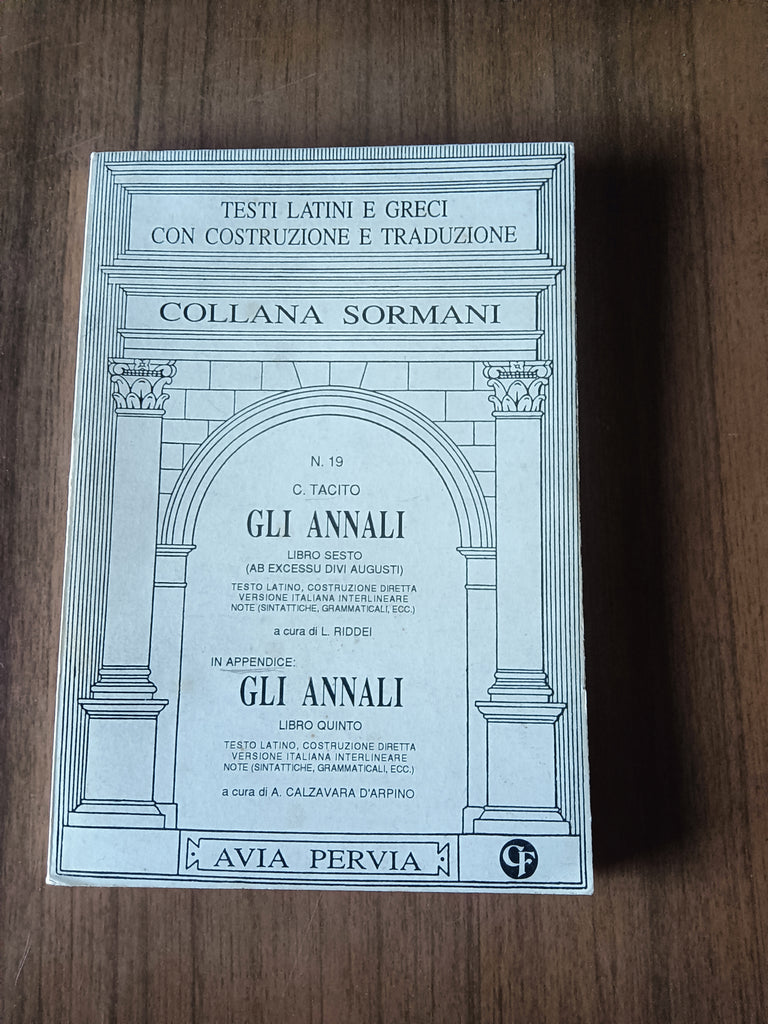 TESTI LATINI E GRECI
CON COSTRUZIONE E TRADUZIONE
COLLANA SORMANI
N. 19
C. TACITO
GLI ANNALI
LIBRO SESTO
(AB EXCESSU DIVI AUGUSTI)
TESTO LATINO, COSTRUZIONE DIRETTA
VERSIONE ITALIANA INTERLINEARE
NOTE (SINTATTICHE, GRAMMATICALI, ECC.)
a cura di L. RIDDEI
IN APPENDICE:
GLI ANNALI
LIBRO QUINTO
TESTO LATINO, COSTRUZIONE DIRETTA
VERSIONE ITALIANA INTERLINEARE
NOTE (SINTATTICHE, GRAMMATICALI, ECC.)
a cura di A. CALZAVARA D'ARPINO
AVIA PERVIA
CF